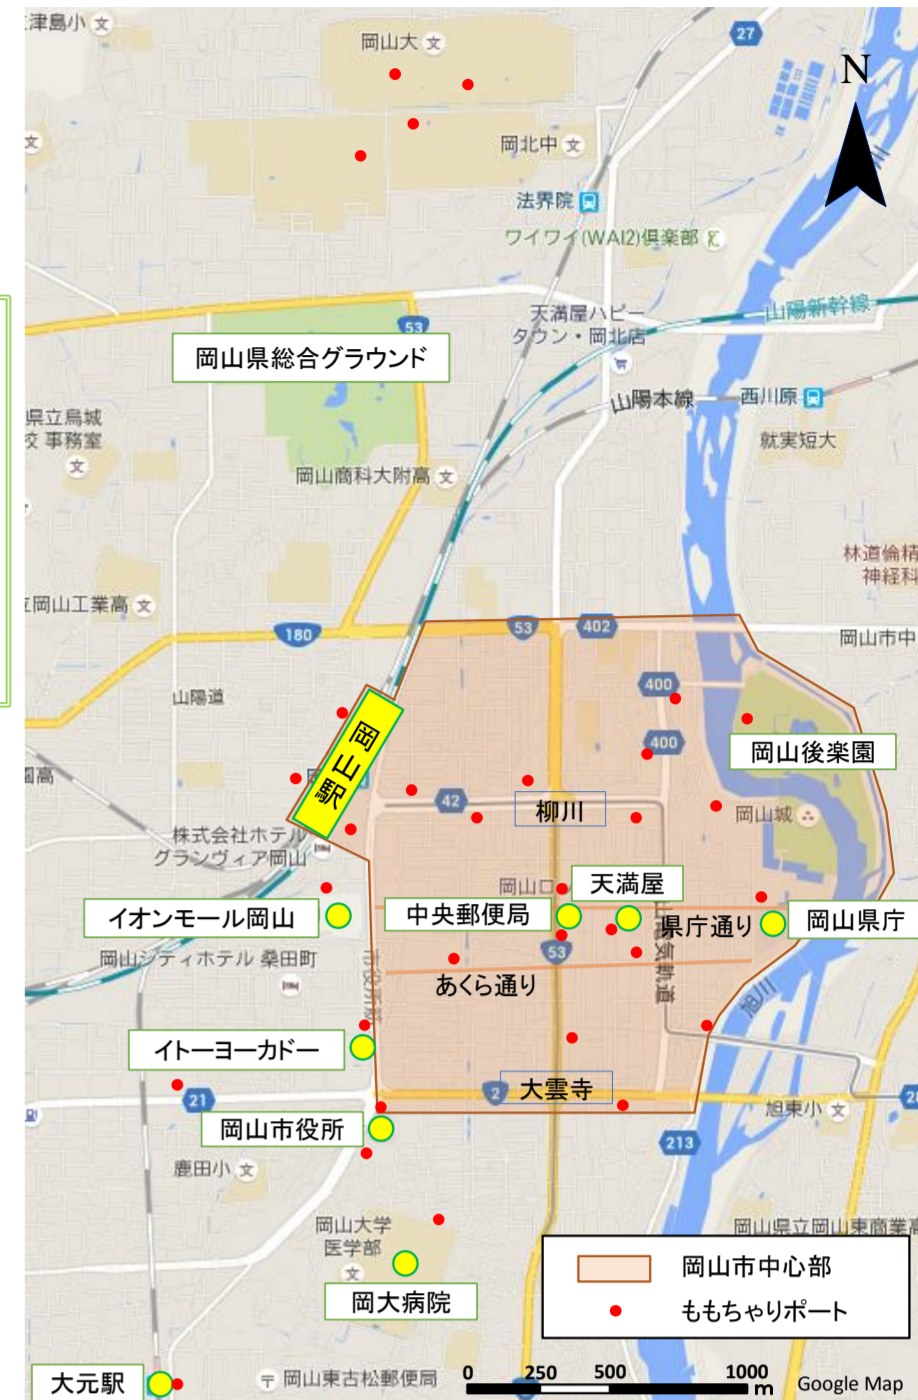 津島小
岡山大
27
N
岡北中
法界院
ワイワイ(WAI2)倶楽部
天満屋ハピー
タウン・岡北店
山陽新幹線
53
岡山県総合グラウンド
山陽本線
西川原
県立烏城
校 事務室
就実短大
岡山商科大附高
林道倫精
神経科
立岡山工業高
180
53
402
岡山市中
山陽道
400
岡山駅
400
岡山後楽園
42
柳川
岡山城
株式会社ホテル
グランヴィア岡山
天満屋
イオンモール岡山
中央郵便局
県庁通り
岡山県庁
岡山シティホテル 桑田町
53
あくら通り
旭川
イトーヨーカドー
21
2
大雲寺
28
旭東小
岡山市役所
213
鹿田小
岡山大学
医学部
岡山県立岡山東商業高
岡山市中心部
岡大病院
ももちゃりポート
大元駅
〒岡山東古松郵便局
0 250 500 1000
m
Google Map